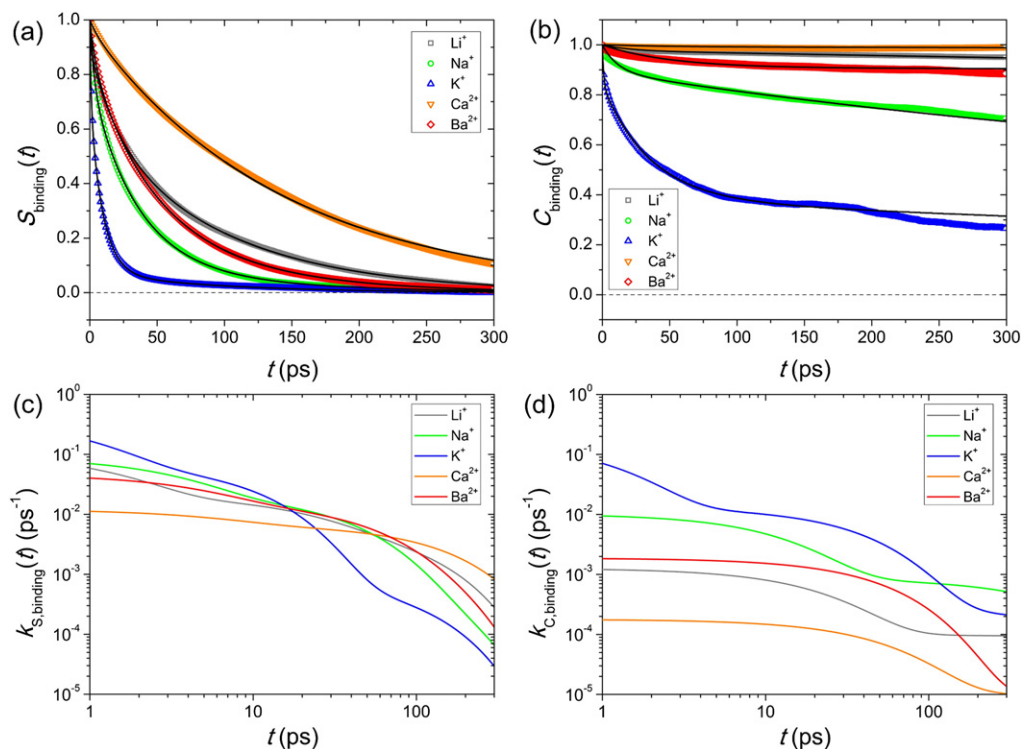 (a)
1.0
0.8
0.6
0.4
0.2
0.0
S_binding(t)
Li⁺
Na⁺
K⁺
Ca²⁺
Ba²⁺
0 50 100 150 200 250 300
t (ps)
(b)
1.0
0.8
0.6
0.4
0.2
0.0
C_binding(t)
Li⁺
Na⁺
K⁺
Ca²⁺
Ba²⁺
0 50 100 150 200 250 300
t (ps)
(c)
10⁰
10⁻¹
10⁻²
10⁻³
10⁻⁴
10⁻⁵
k_S,binding(t) (ps⁻¹)
Li⁺
Na⁺
K⁺
Ca²⁺
Ba²⁺
1 10 100
t (ps)
(d)
10⁰
10⁻¹
10⁻²
10⁻³
10⁻⁴
10⁻⁵
k_C,binding(t) (ps⁻¹)
Li⁺
Na⁺
K⁺
Ca²⁺
Ba²⁺
1 10 100
t (ps)